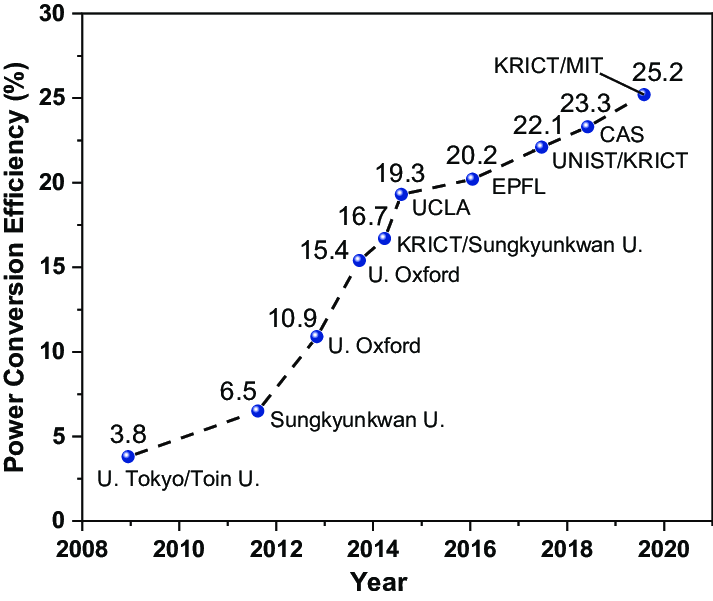 30
25
20
15
10
5
0
Power Conversion Efficiency (%)
KRICT/MIT
25.2
23.3
CAS
22.1
UNIST/KRICT
20.2
EPFL
19.3
UCLA
16.7
KRICT/Sungkyunkwan U.
15.4
U. Oxford
10.9
U. Oxford
6.5
Sungkyunkwan U.
3.8
U. Tokyo/Toin U.
2008 2010 2012 2014 2016 2018 2020
Year